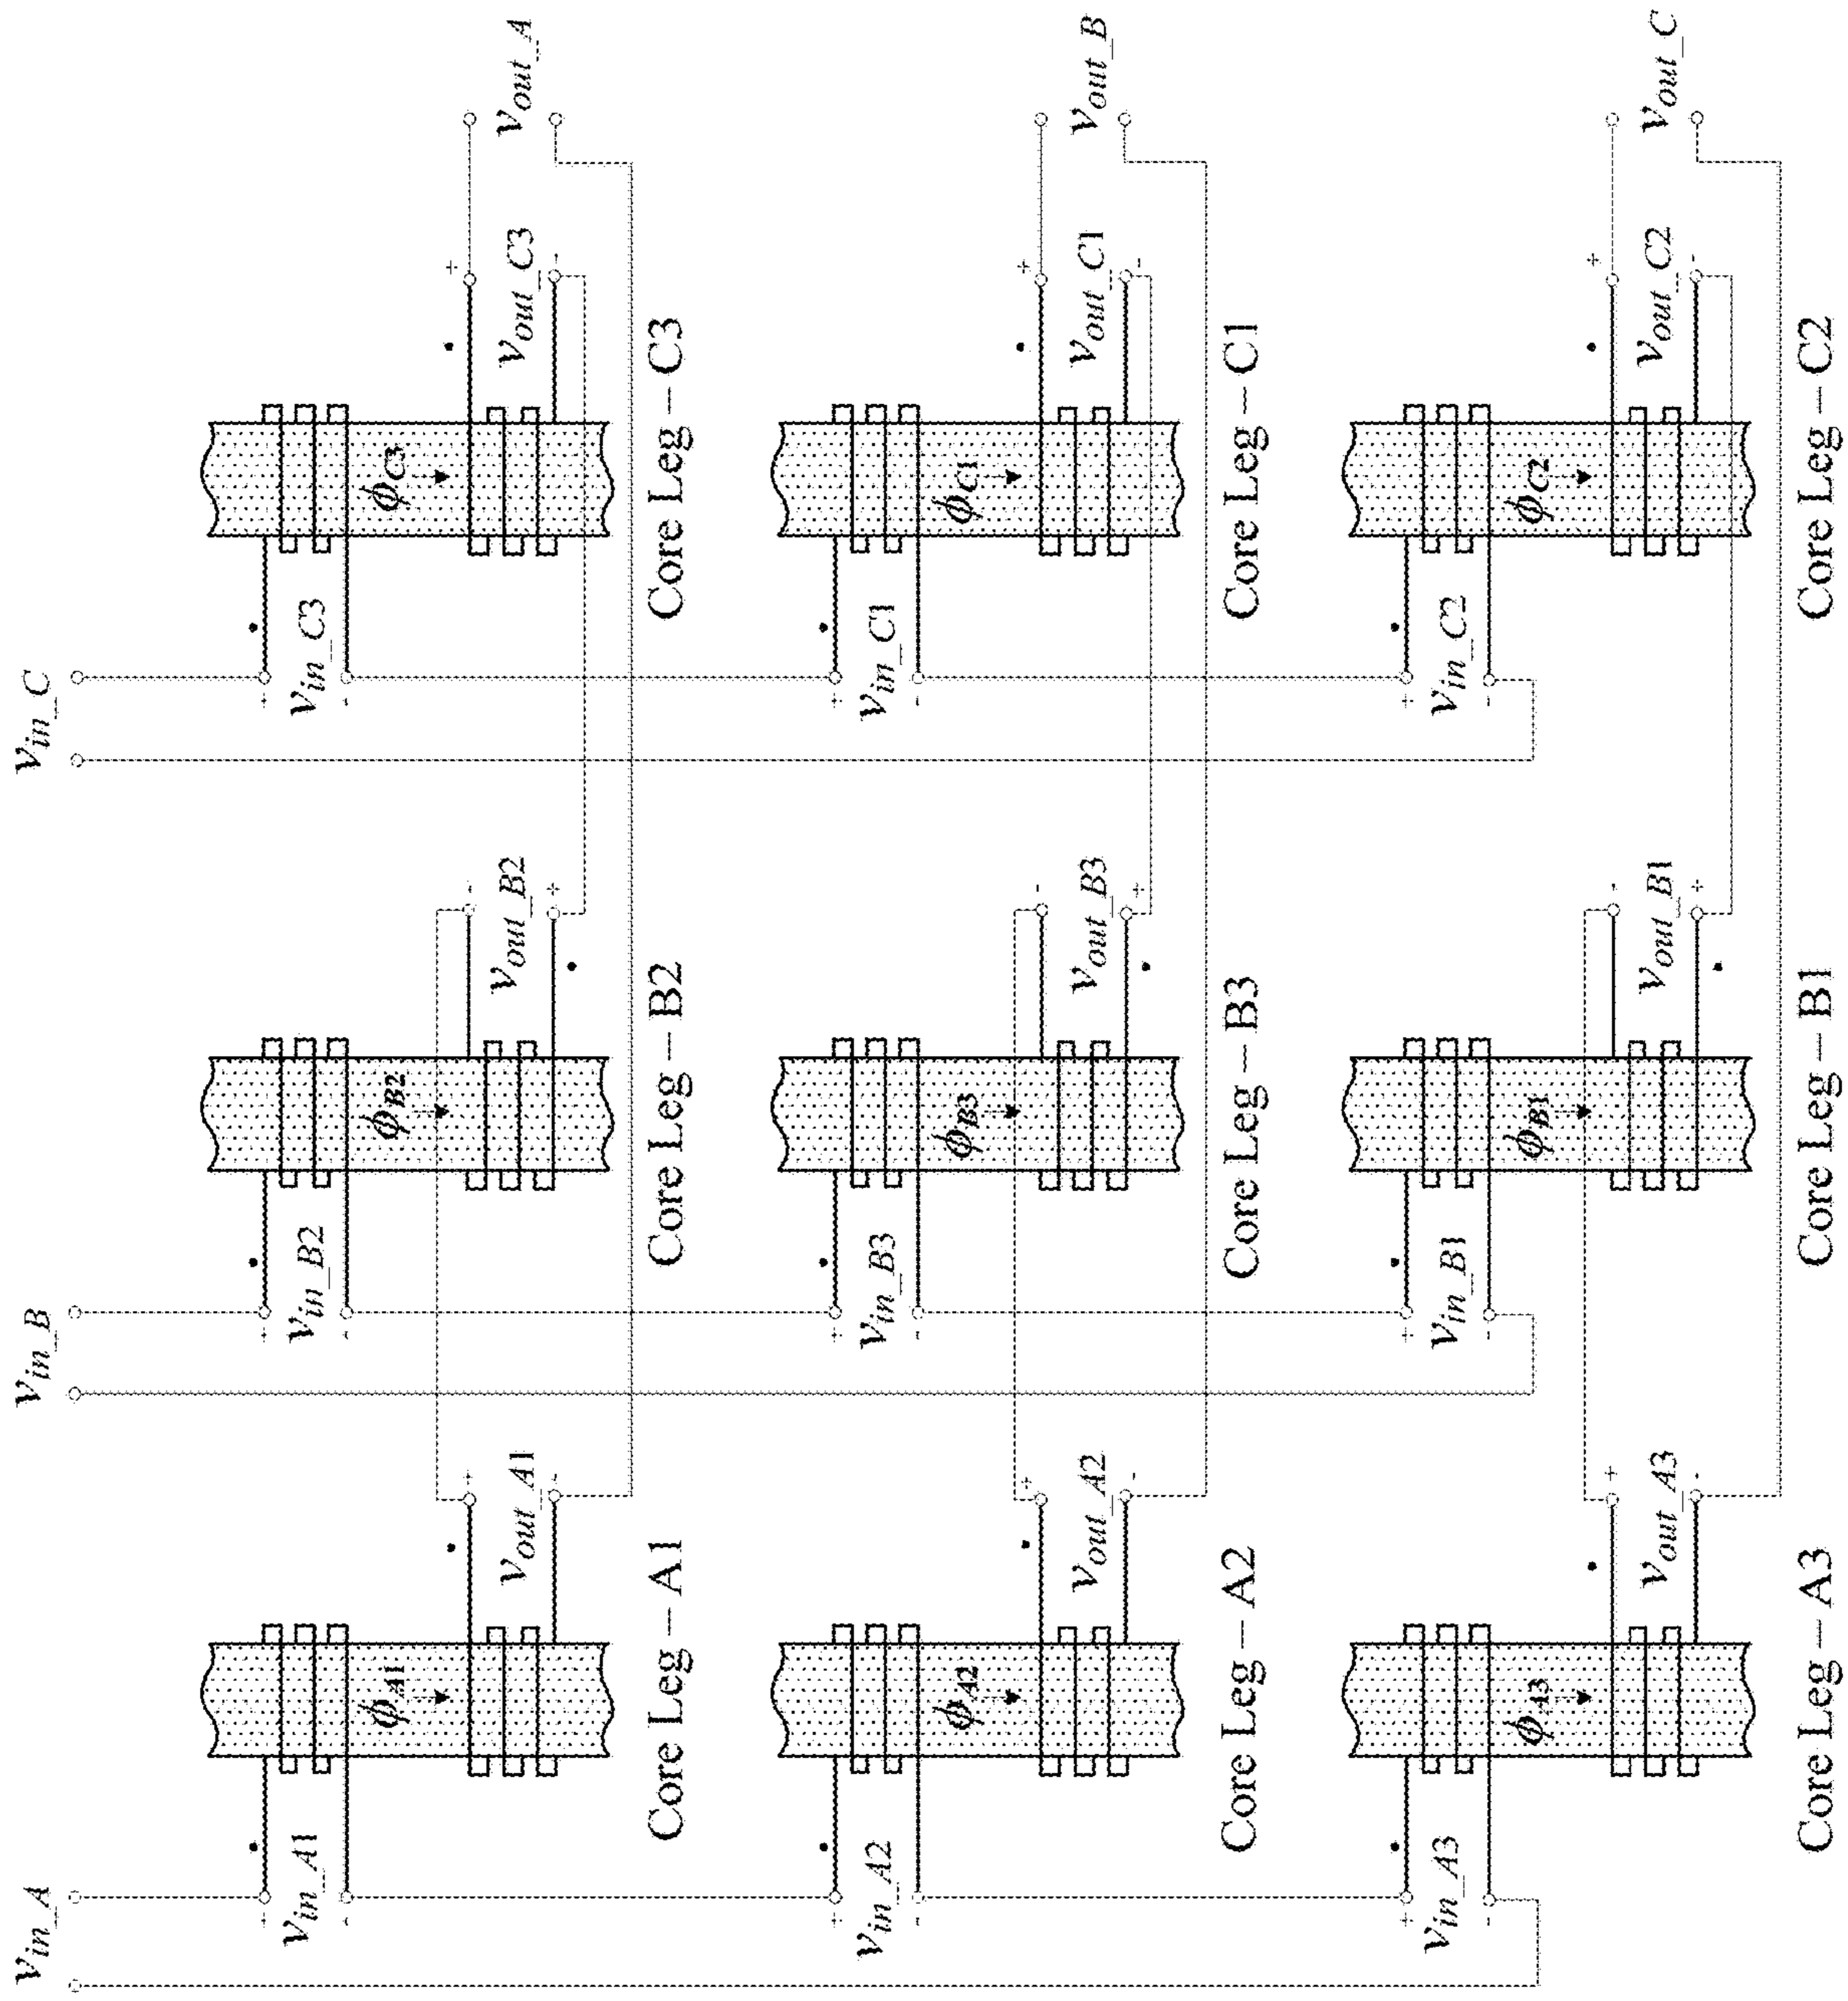 v_in_A
v_in_B
v_in_C
+ v_in_A1 -
ϕ_A1
+ v_out_A1 -
Core Leg – A1
+ v_in_B2 -
ϕ_B2
- v_out_B2 +
Core Leg – B2
+ v_in_C3 -
ϕ_C3
+ v_out_C3 -
Core Leg – C3
v_out_A
+ v_in_A2 -
ϕ_A2
+ v_out_A2 -
Core Leg – A2
+ v_in_B3 -
ϕ_B3
- v_out_B3 +
Core Leg – B3
+ v_in_C1 -
ϕ_C1
+ v_out_C1 -
Core Leg – C1
v_out_B
+ v_in_A3 -
ϕ_A3
+ v_out_A3 -
Core Leg – A3
+ v_in_B1 -
ϕ_B1
- v_out_B1 +
Core Leg – B1
+ v_in_C2 -
ϕ_C2
+ v_out_C2 -
Core Leg – C2
v_out_C